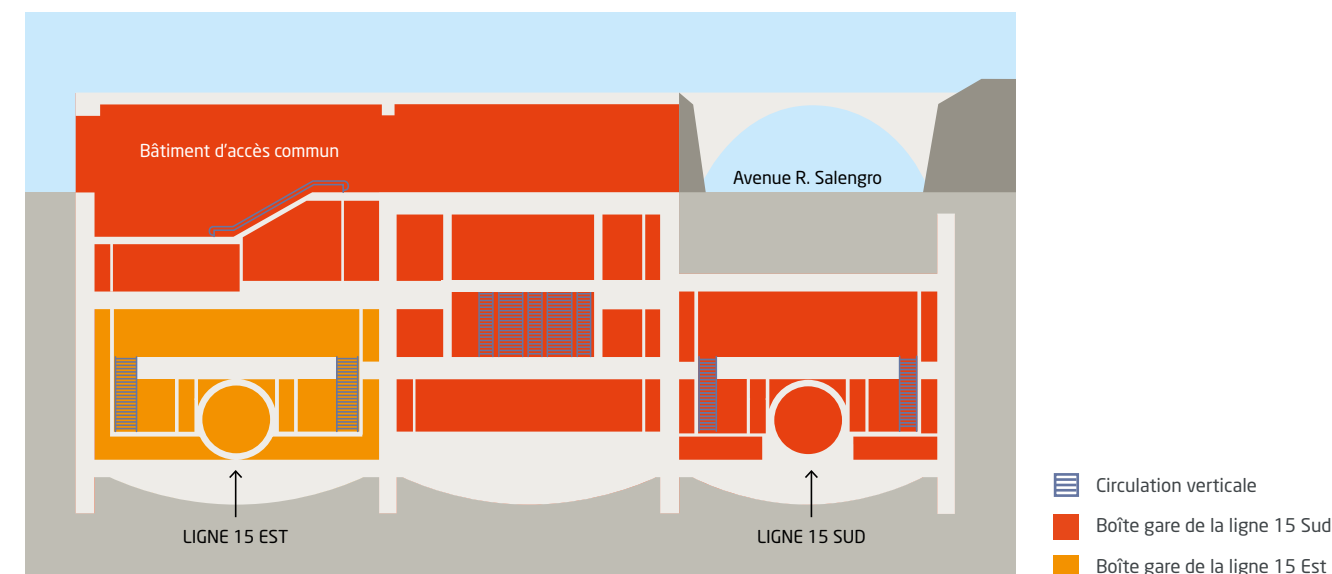 Bâtiment d'accès commun
Avenue R. Salengro
LIGNE 15 EST
LIGNE 15 SUD
Circulation verticale
Boîte gare de la ligne 15 Sud
Boîte gare de la ligne 15 Est